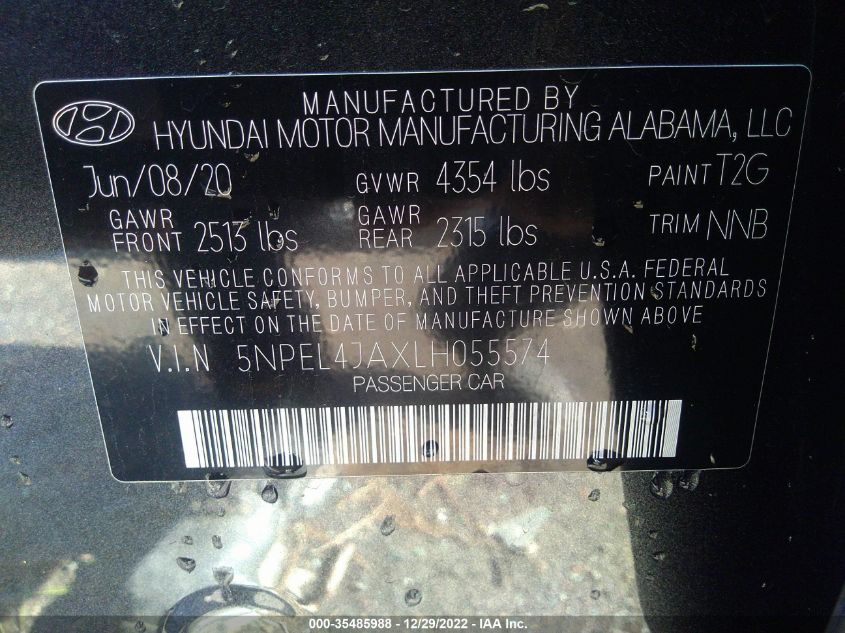 MANUFACTURED BY
HYUNDAI MOTOR MANUFACTURING ALABAMA, LLC
Jun/08/20 GVWR 4354 lbs PAINT T2G
GAWR FRONT 2513 lbs GAWR REAR 2315 lbs TRIM NNB
THIS VEHICLE CONFORMS TO ALL APPLICABLE U.S.A. FEDERAL
MOTOR VEHICLE SAFETY, BUMPER, AND THEFT PREVENTION STANDARDS
IN EFFECT ON THE DATE OF MANUFACTURE SHOWN ABOVE
V.I.N 5NPEL4JAXLH055574
PASSENGER CAR
000-35485988 - 12/29/2022 - IAA Inc.